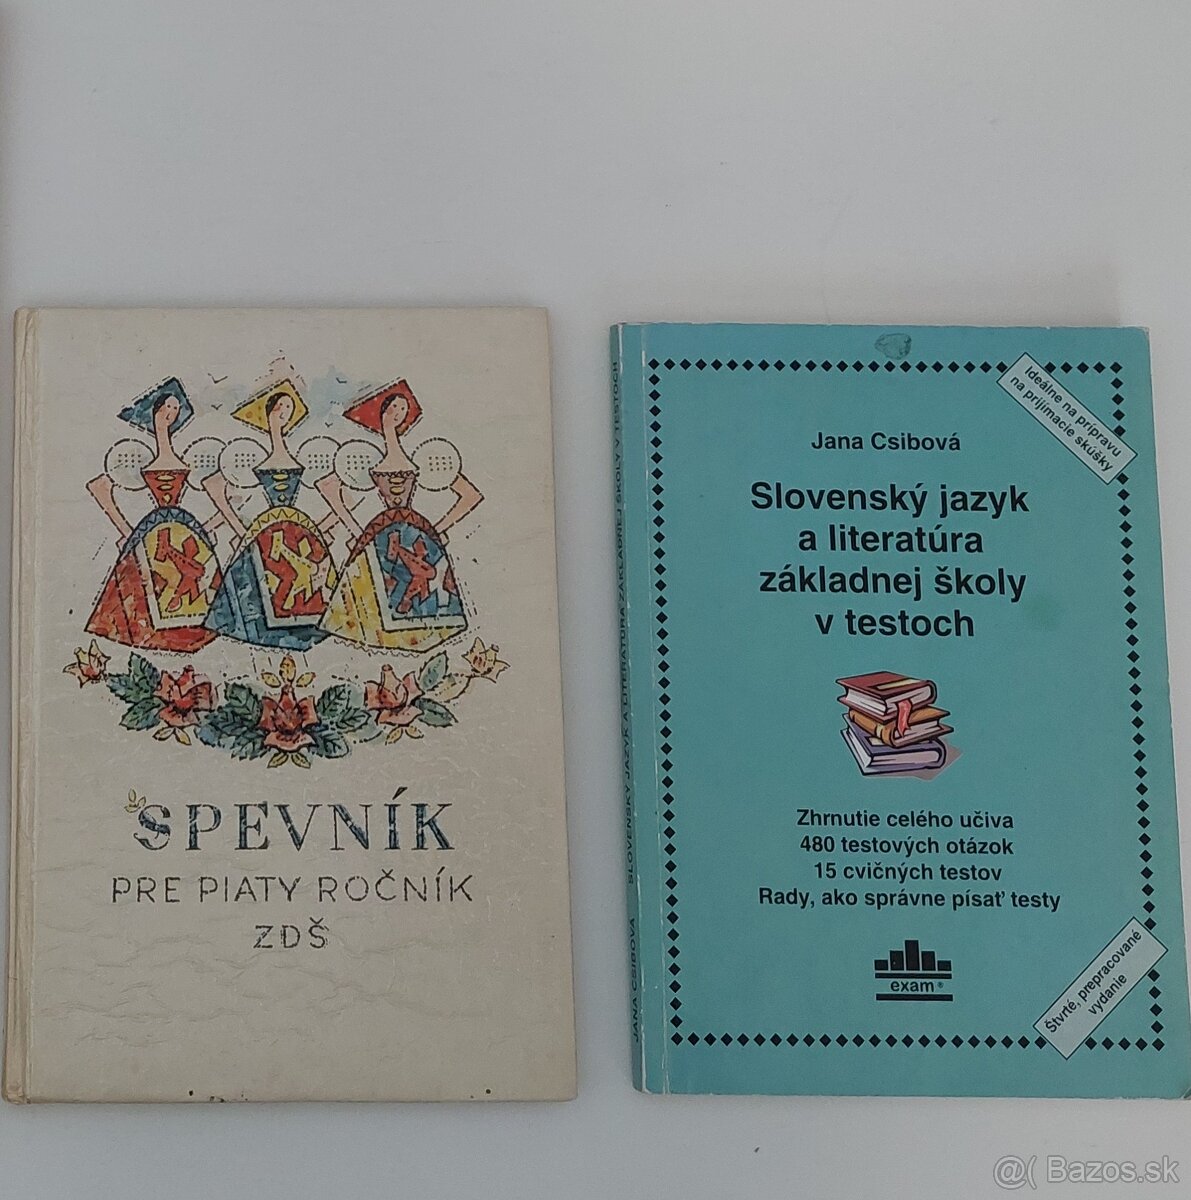 SPEVNÍK
PRE PIATY ROČNÍK
ZDŠ
JANA CSIBOVÁ SLOVENSKÝ JAZYK A LITERATÚRA ZÁKLADNEJ ŠKOLY V TESTOCH
Ideálne na prípravu
na prijímacie skúšky
Jana Csibová
Slovenský jazyk
a literatúra
základnej školy
v testoch
Zhrnutie celého učiva
480 testových otázok
15 cvičných testov
Rady, ako správne písať testy
exam®
Štvrté, prepracované
vydanie
@( Bazos.sk